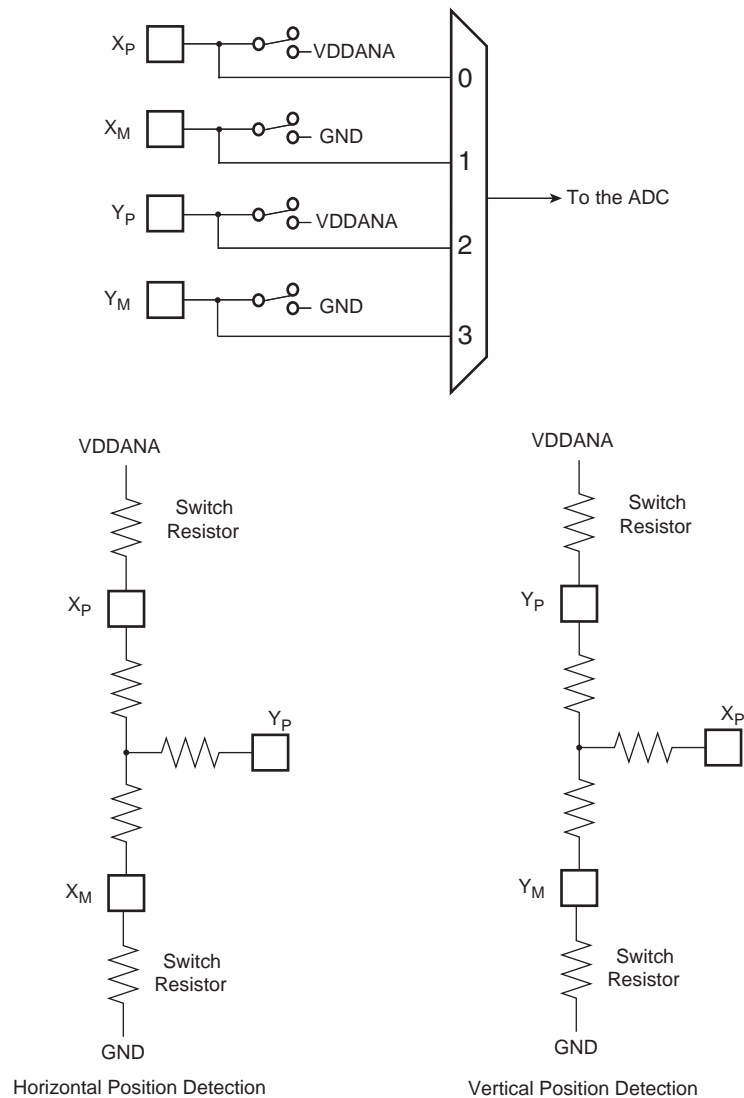 XP
VDDANA
0
XM
GND
1
To the ADC
YP
VDDANA
2
YM
GND
3
VDDANA
Switch
Resistor
XP
YP
XM
Switch
Resistor
GND
Horizontal Position Detection
VDDANA
Switch
Resistor
YP
XP
YM
Switch
Resistor
GND
Vertical Position Detection